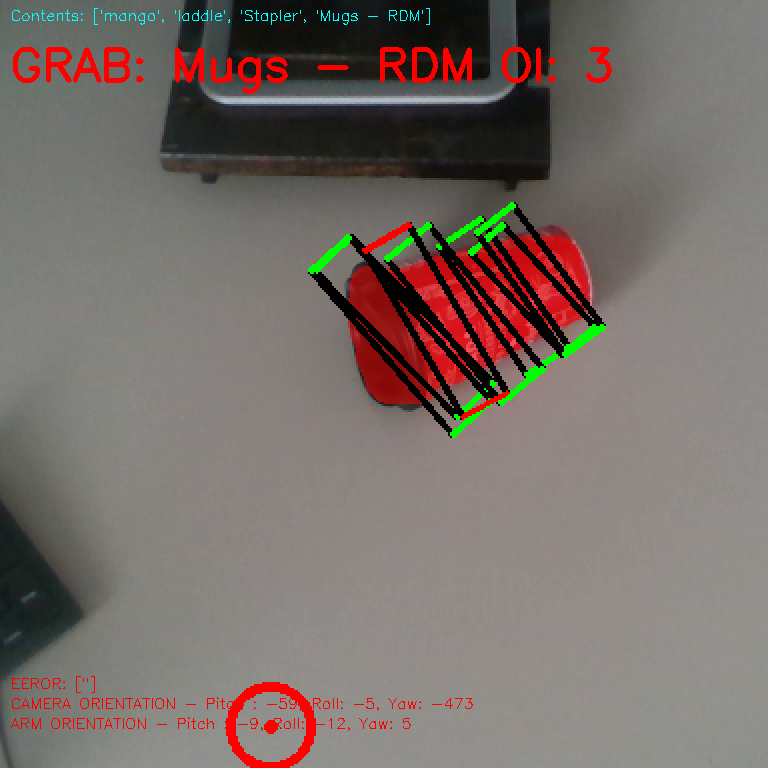 Contents: ['mango', 'laddle', 'Stapler', 'Mugs – RDM']
GRAB: Mugs – RDM OI: 3
EEROR: ['']
CAMERA ORIENTATION – Pitch : –59, Roll: –5, Yaw: –473
ARM ORIENTATION – Pitch : –9, Roll: –12, Yaw: 5